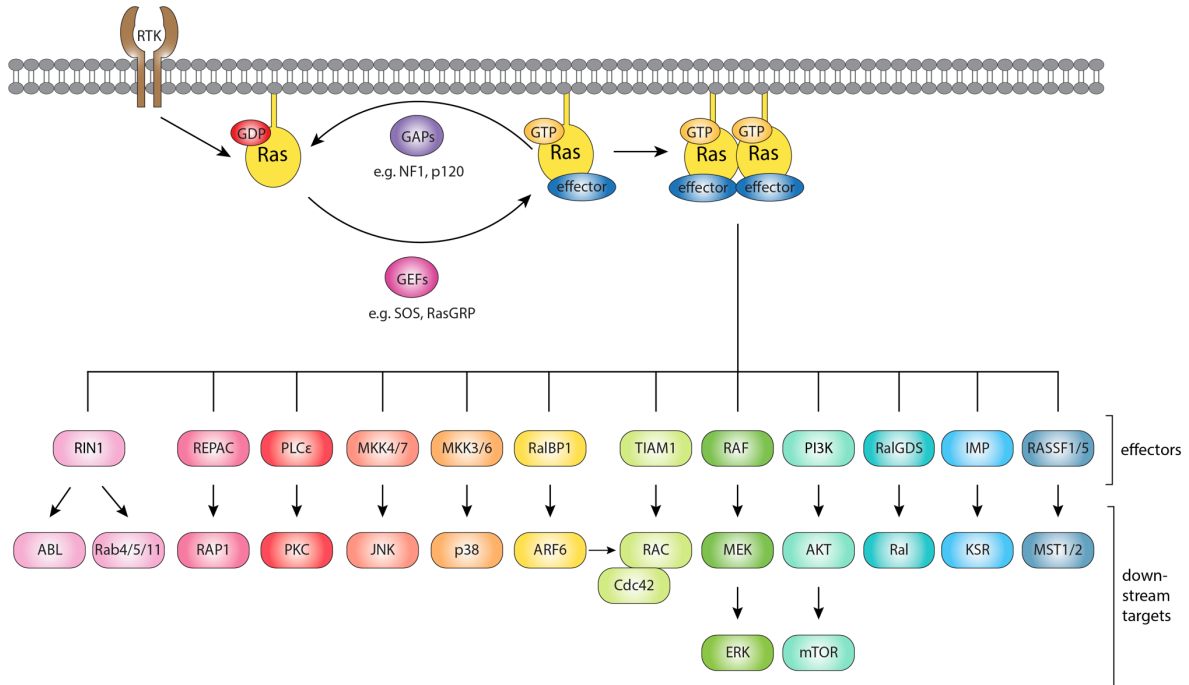 RTK
GDP
Ras
GAPs
e.g. NF1, p120
GTP
Ras
effector
GTP
Ras
effector
GTP
Ras
effector
GEFs
e.g. SOS, RasGRP
RIN1
REPAC
PLCε
MKK4/7
MKK3/6
RalBP1
TIAM1
RAF
PI3K
RalGDS
IMP
RASSF1/5
effectors
ABL
Rab4/5/11
RAP1
PKC
JNK
p38
ARF6
RAC
Cdc42
MEK
AKT
Ral
KSR
MST1/2
down-
stream
targets
ERK
mTOR